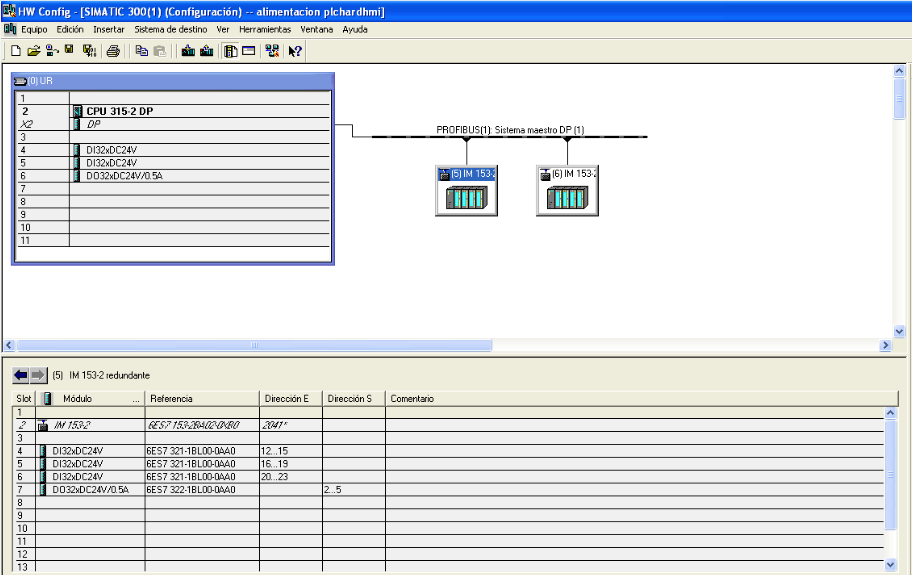 HW Config - [SIMATIC 300(1) (Configuración) -- alimentacion plchardhmi]
Equipo Edición Insertar Sistema de destino Ver Herramientas Ventana Ayuda
(0) UR
1
2 CPU 315-2 DP
X2 DP
3
4 DI32xDC24V
5 DI32xDC24V
6 DO32xDC24V/0.5A
7
8
9
10
11
PROFIBUS(1): Sistema maestro DP (1)
(5) IM 153-2
(6) IM 153-2
(5) IM 153-2 redundante
Slot Módulo ... Referencia Dirección E Dirección S Comentario
1
2 IM 153-2 6ES7 153-2BA02-0XB0 2041*
3
4 DI32xDC24V 6ES7 321-1BL00-0AA0 12...15
5 DI32xDC24V 6ES7 321-1BL00-0AA0 16...19
6 DI32xDC24V 6ES7 321-1BL00-0AA0 20...23
7 DO32xDC24V/0.5A 6ES7 322-1BL00-0AA0 2...5
8
9
10
11
12
13